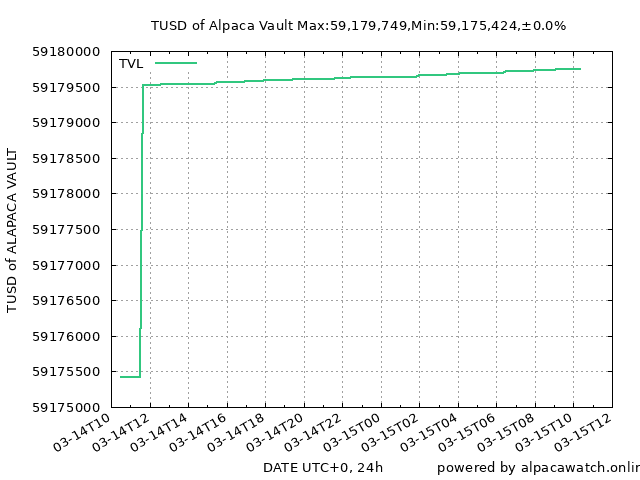 TUSD of Alpaca Vault Max:59,179,749,Min:59,175,424,±0.0%
TVL
59180000
59179500
59179000
59178500
59178000
59177500
59177000
59176500
59176000
59175500
59175000
TUSD of ALAPACA VAULT
03-14T10
03-14T12
03-14T14
03-14T16
03-14T18
03-14T20
03-14T22
03-15T00
03-15T02
03-15T04
03-15T06
03-15T08
03-15T10
03-15T12
DATE UTC+0, 24h
powered by alpacawatch.onlin